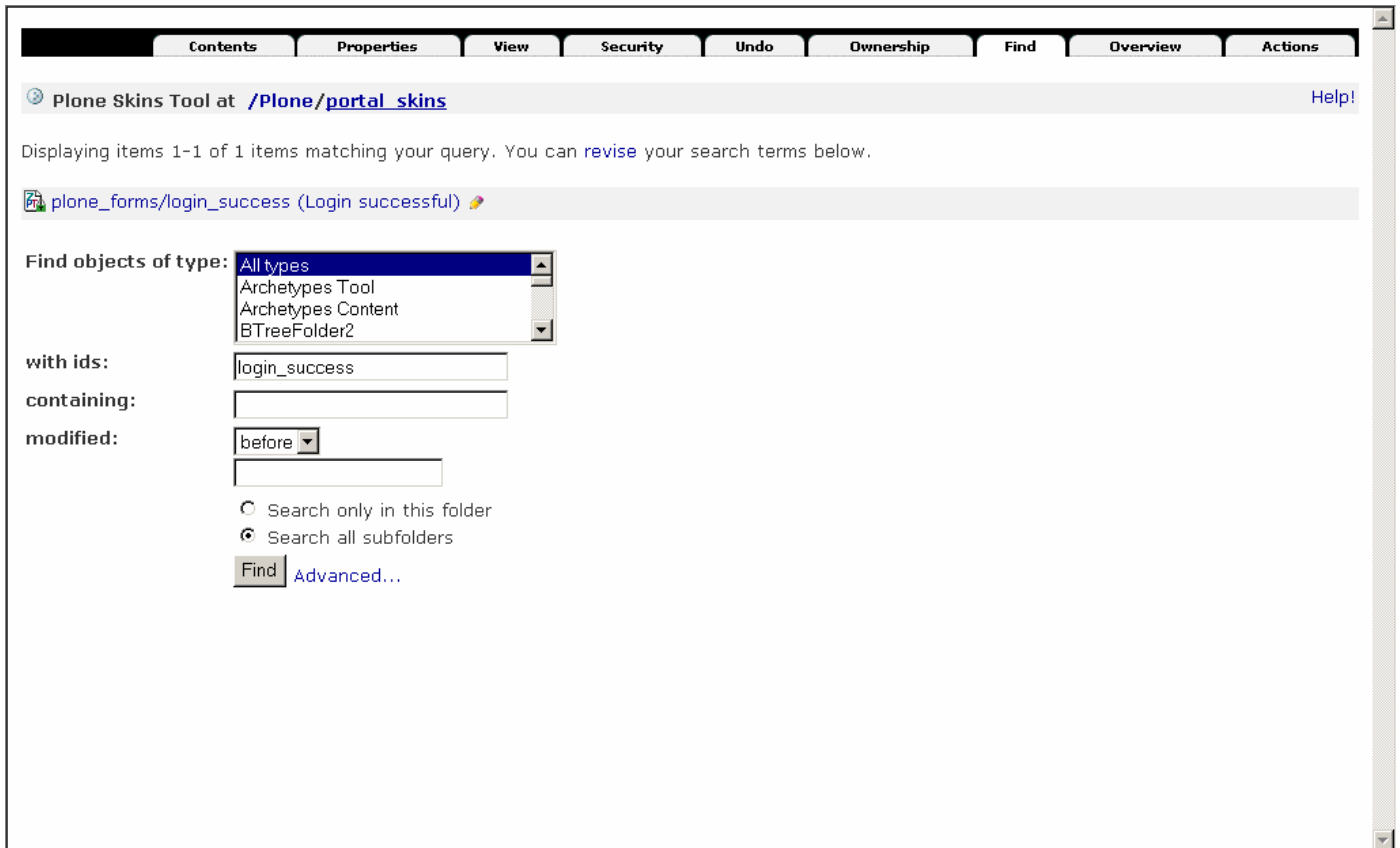 Contents Properties View Security Undo Ownership Find Overview Actions
Plone Skins Tool at /Plone/portal_skins Help!
Displaying items 1-1 of 1 items matching your query. You can revise your search terms below.
plone_forms/login_success (Login successful)
Find objects of type:
All types
Archetypes Tool
Archetypes Content
BTreeFolder2
with ids: login_success
containing:
modified: before
Search only in this folder
Search all subfolders
Find Advanced...